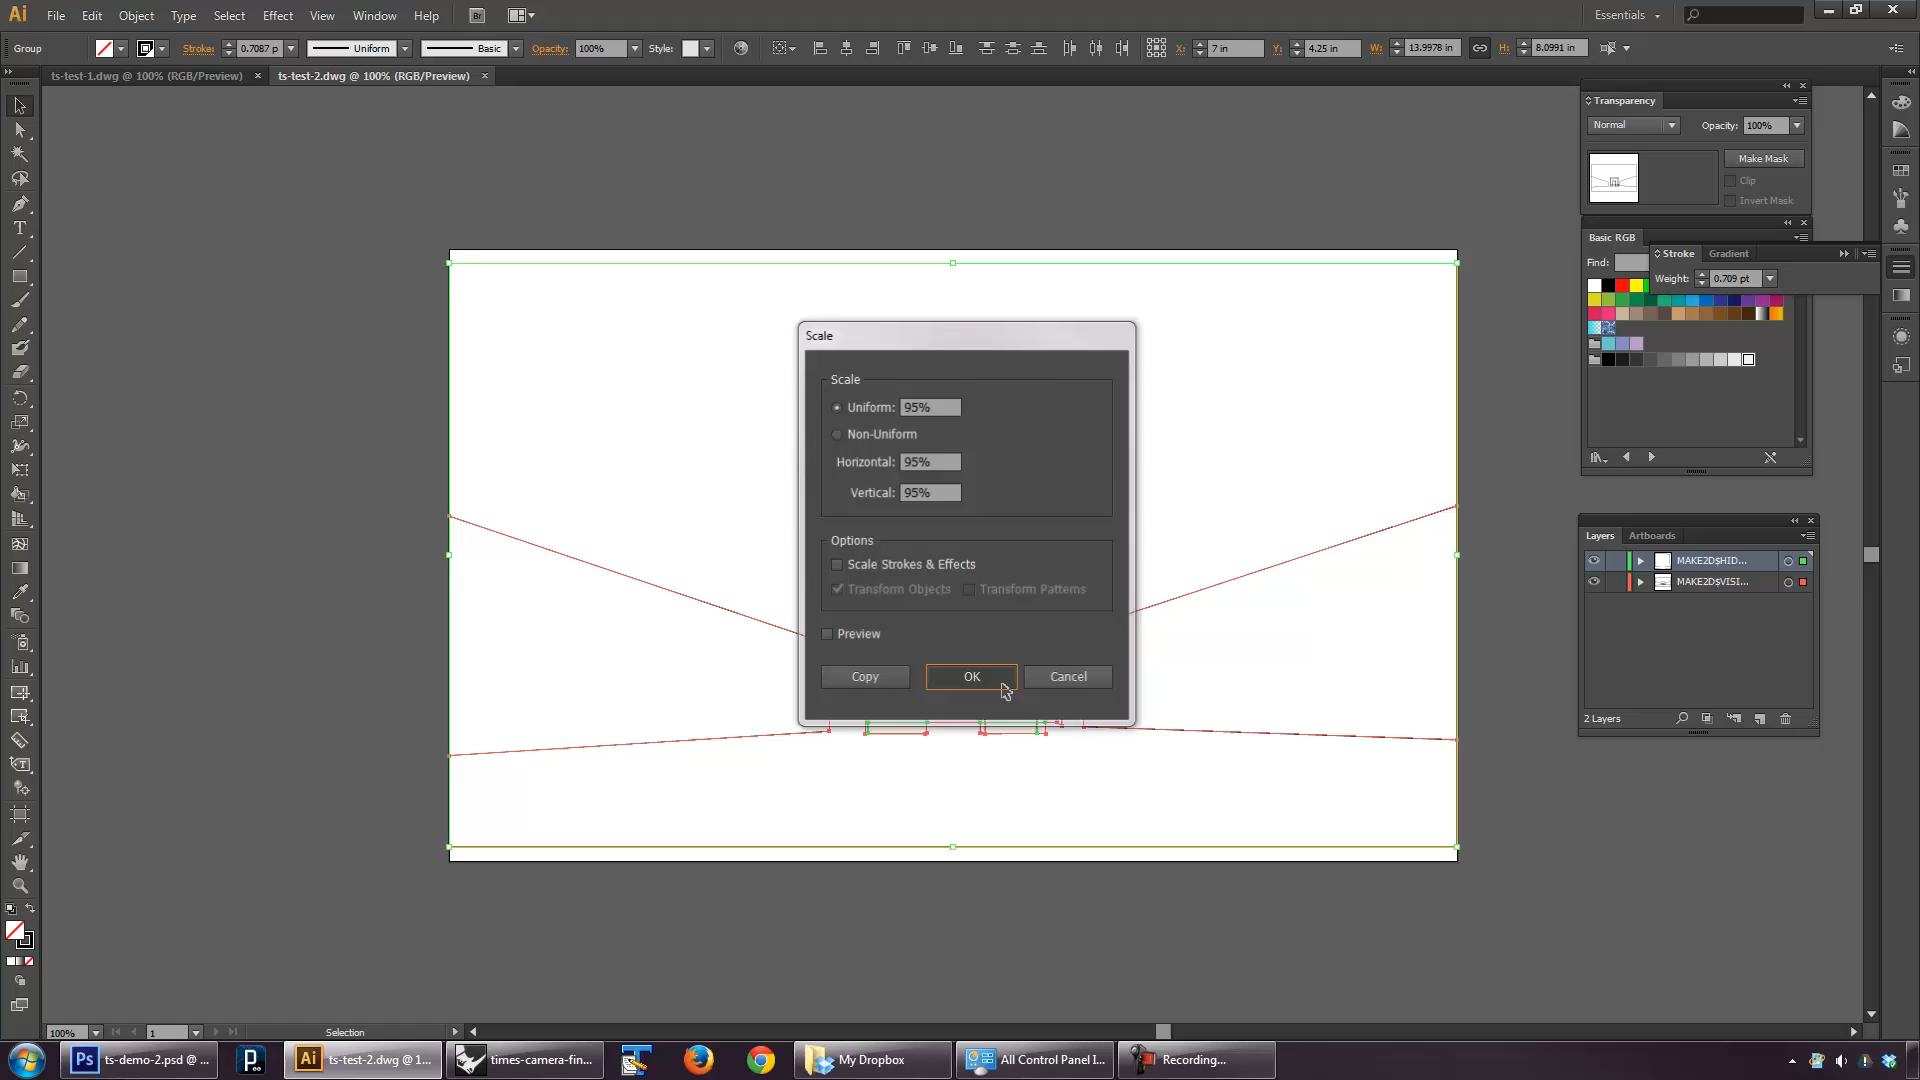 Ai File Edit Object Type Select Effect View Window Help Br Essentials
Group Stroke: 0.7087 p Uniform Basic Opacity: 100% Style: X: 7 in Y: 4.25 in W: 13.9978 in H: 8.0991 in
ts-test-1.dwg @ 100% (RGB/Preview) × ts-test-2.dwg @ 100% (RGB/Preview) ×
Transparency
Normal Opacity: 100%
Make Mask
Clip
Invert Mask
Basic RGB
Find:
Stroke Gradient
Weight: 0.709 pt
Scale
Scale
Uniform: 95%
Non-Uniform
Horizontal: 95%
Vertical: 95%
Options
Scale Strokes & Effects
Transform Objects Transform Patterns
Preview
Copy OK Cancel
Layers Artboards
MAKE2D$HID...
MAKE2D$VISI...
2 Layers
100% 1 Selection
Ps ts-demo-2.psd @ ... Ai ts-test-2.dwg @ 1... times-camera-fin... My Dropbox All Control Panel I... Recording...